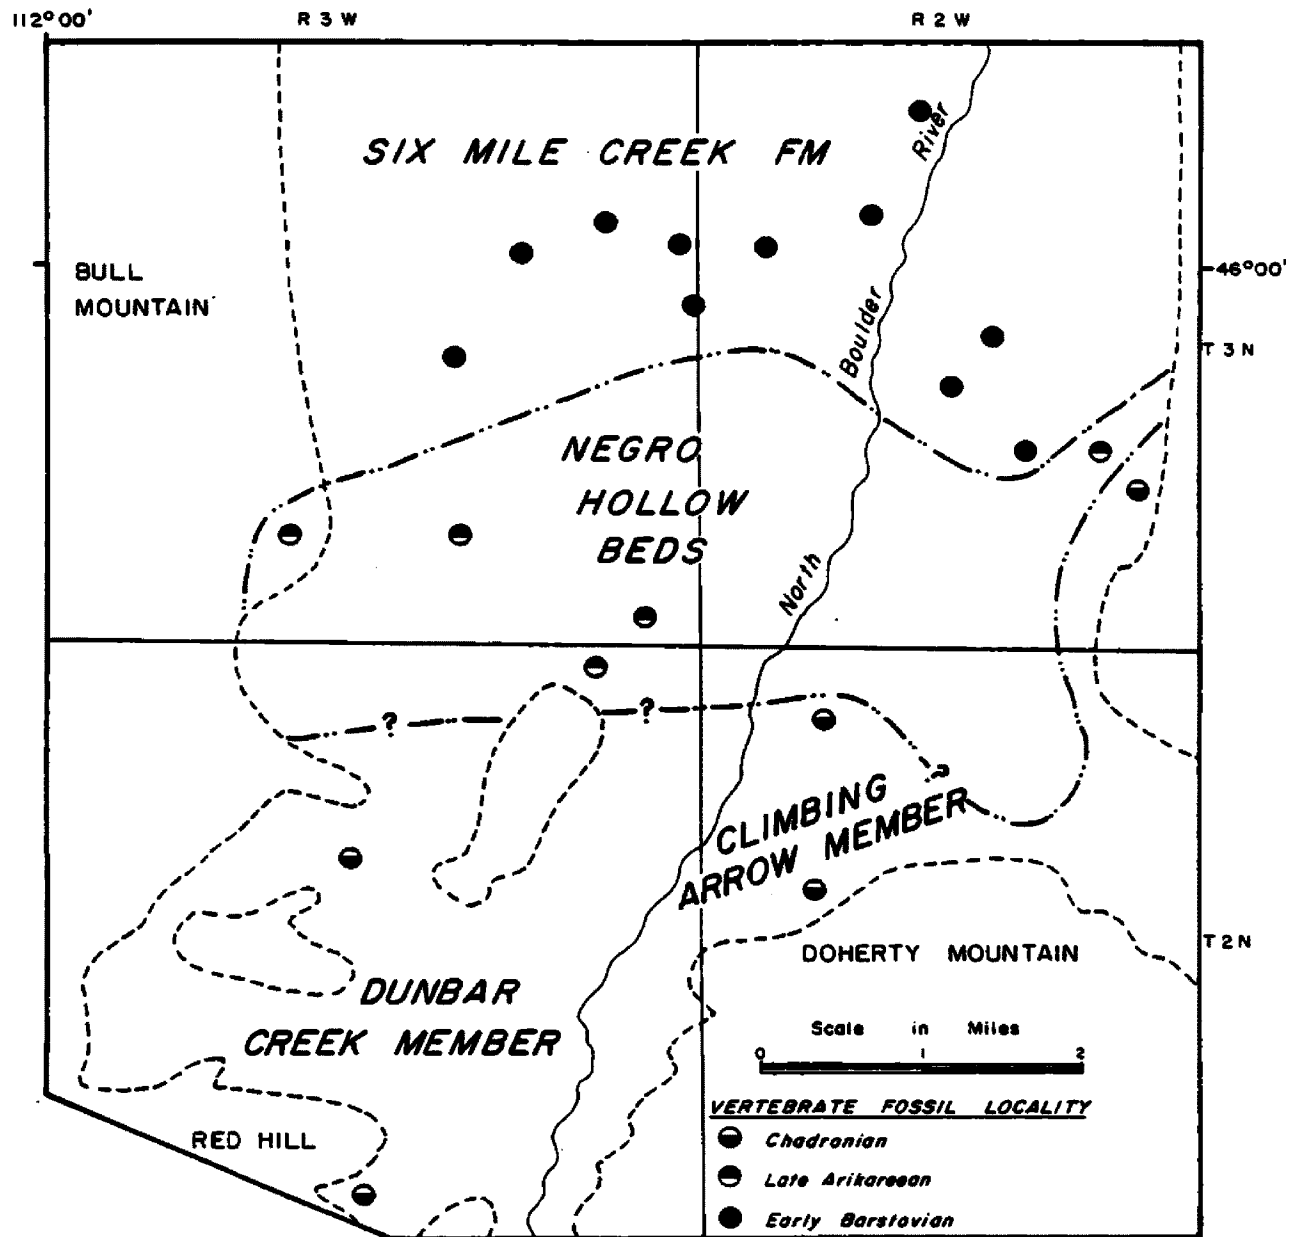 112°00'
R 3 W
R 2 W
SIX MILE CREEK FM
River
BULL
MOUNTAIN
46°00'
Boulder
T 3 N
NEGRO
HOLLOW
BEDS
North
?
?
?
CLIMBING
ARROW MEMBER
DOHERTY MOUNTAIN
T 2 N
DUNBAR
CREEK MEMBER
Scale in Miles
0 1 2
VERTEBRATE FOSSIL LOCALITY
RED HILL
Chadronian
Late Arikareean
Early Barstovian